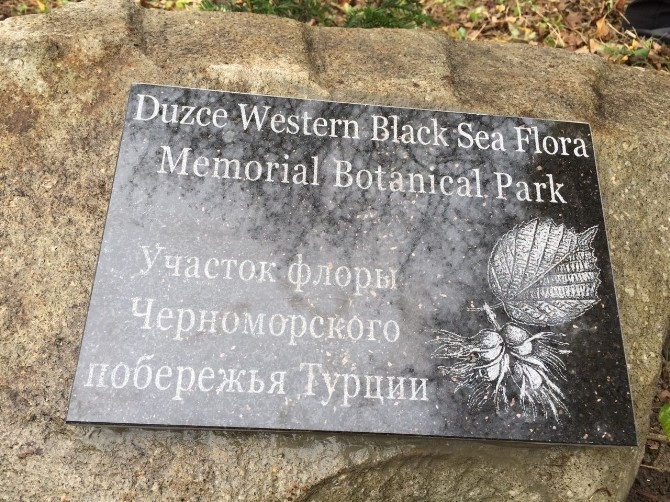 Duzce Western Black Sea Flora
Memorial Botanical Park
Участок флоры
Черноморского
побережья Турции